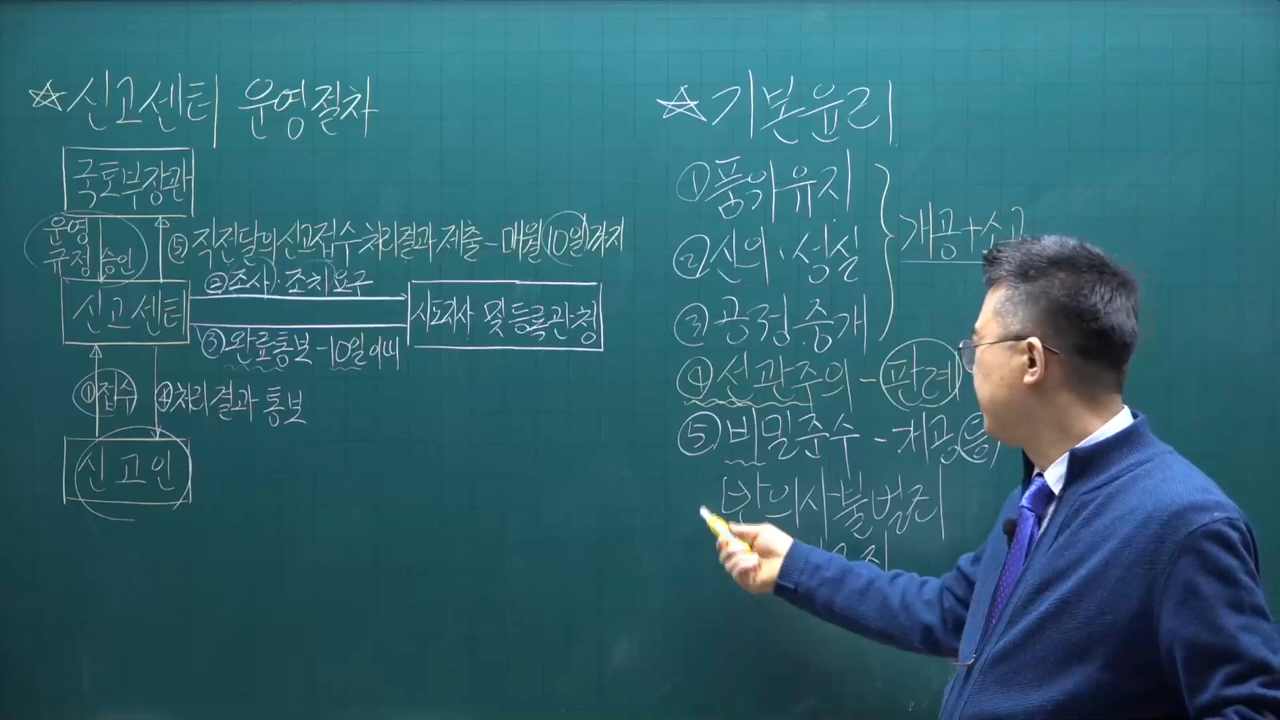 ☆신고센터 운영절차
국토부장관
운영
규정 승인
⑤ 직전달의 신고접수·처리결과 제출-매월 10일까지
②조사·조치요구
신고센터
시도지사 및 등록관청
③완료통보-10일이내
①접수
④처리결과 통보
신고인
☆기본윤리
①품위유지
②신의·성실
③공정중개
개공+소공
④선관주의-판례
⑤비밀준수-개공등
반의사불벌죄